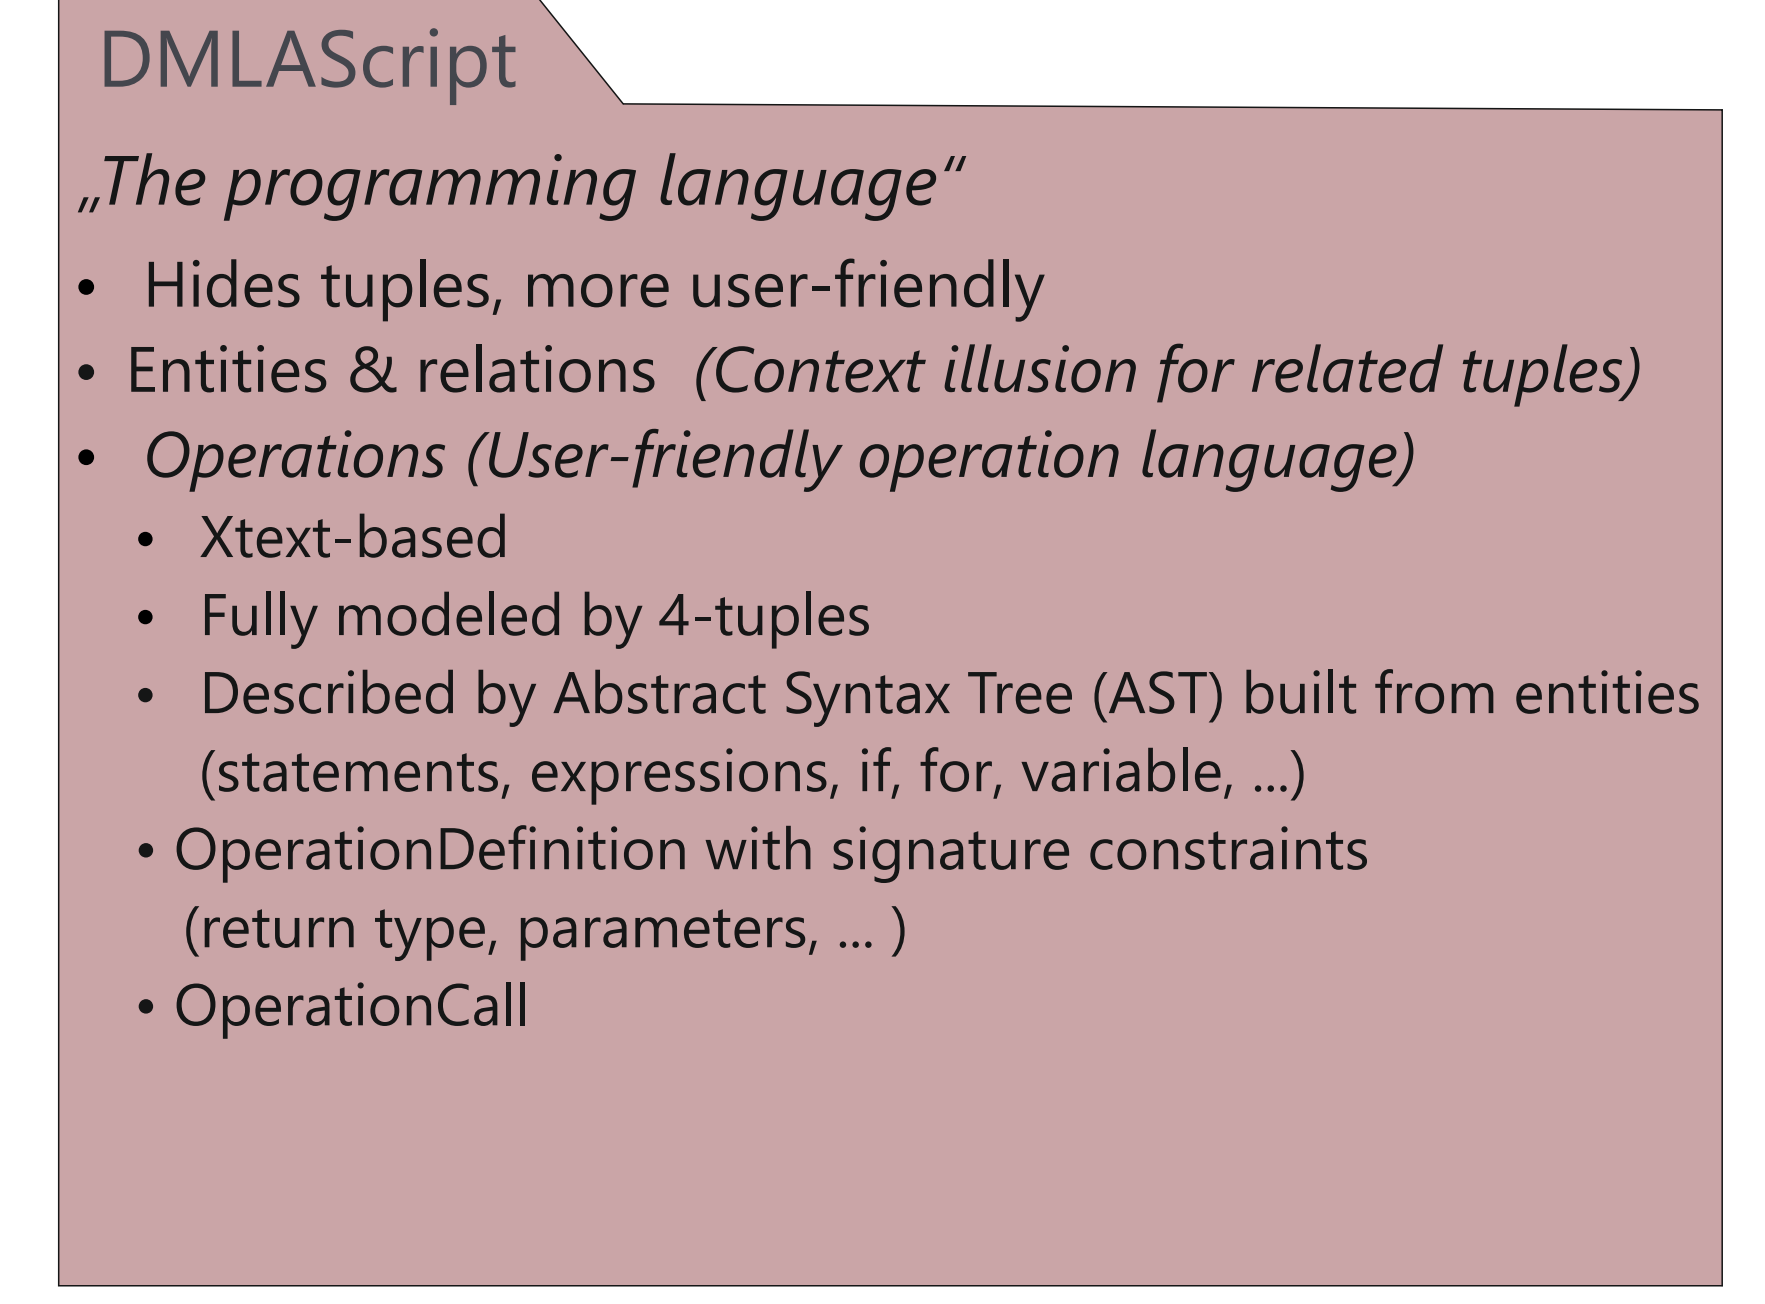 DMLAScript
„The programming language“
• Hides tuples, more user-friendly
• Entities & relations (Context illusion for related tuples)
• Operations (User-friendly operation language)
• Xtext-based
• Fully modeled by 4-tuples
• Described by Abstract Syntax Tree (AST) built from entities
(statements, expressions, if, for, variable, ...)
• OperationDefinition with signature constraints
(return type, parameters, ... )
• OperationCall